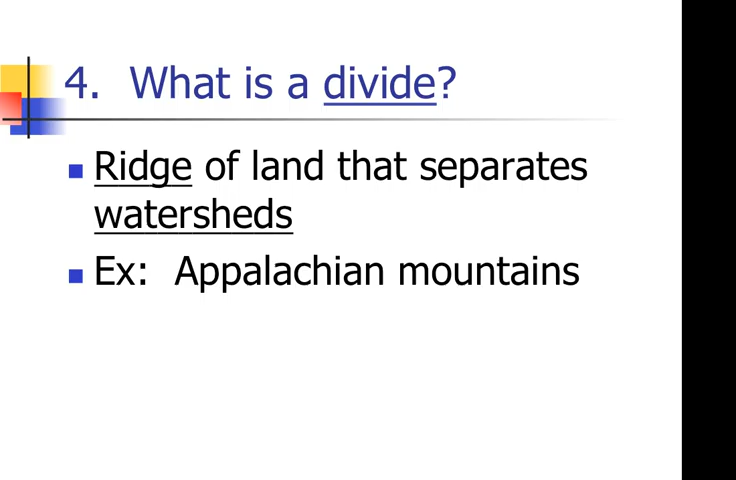 4. What is a divide?
Ridge of land that separates
watersheds
Ex: Appalachian mountains